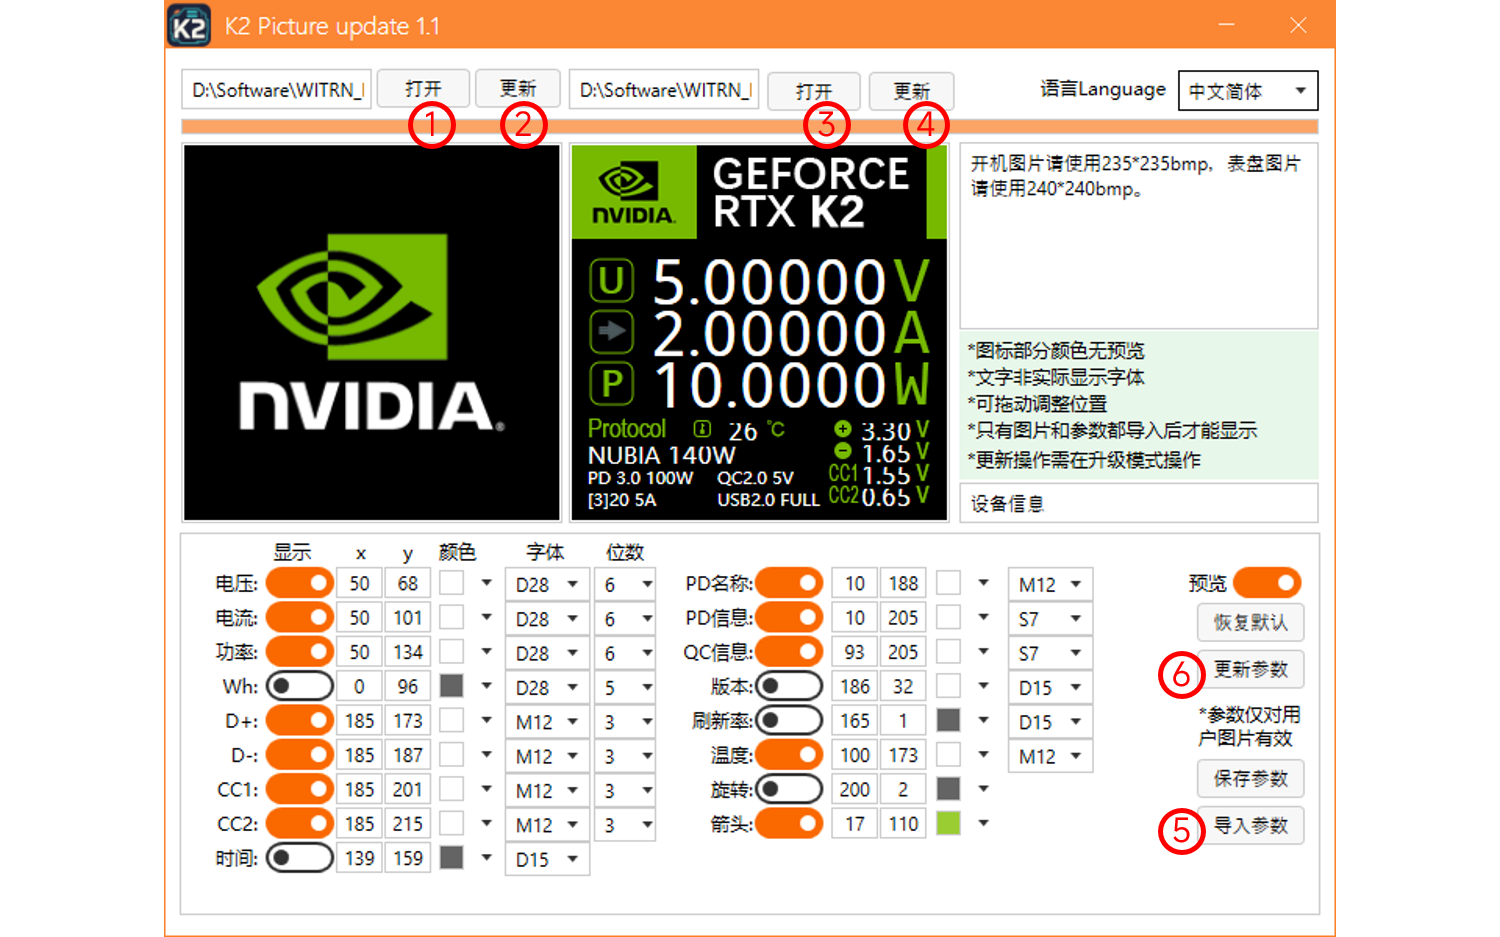 K2 K2 Picture update 1.1
D:\Software\WITRN_ 打开 更新 D:\Software\WITRN_ 打开 更新 语言Language 中文简体
① ② ③ ④
NVIDIA
GEFORCE
RTX K2
nVIDIA.
U 5.00000V
2.00000A
P 10.0000W
Protocol 26 ℃
NUBIA 140W
PD 3.0 100W QC2.0 5V
[3]20 5A USB2.0 FULL
+ 3.30V
- 1.65V
CC1 1.55V
CC2 0.65V
开机图片请使用235*235bmp, 表盘图片
请使用240*240bmp。
*图标部分颜色无预览
*文字非实际显示字体
*可拖动调整位置
*只有图片和参数都导入后才能显示
*更新操作需在升级模式操作
设备信息
显示 x y 颜色 字体 位数
电压: 50 68 D28 6
电流: 50 101 D28 6
功率: 50 134 D28 6
Wh: 0 96 D28 5
D+: 185 173 M12 3
D-: 185 187 M12 3
CC1: 185 201 M12 3
CC2: 185 215 M12 3
时间: 139 159 D15
PD名称: 10 188 M12
PD信息: 10 205 S7
QC信息: 93 205 S7
版本: 186 32 D15
刷新率: 165 1 D15
温度: 100 173 M12
旋转: 200 2
箭头: 17 110
预览
恢复默认
⑥ 更新参数
*参数仅对用
户图片有效
保存参数
⑤ 导入参数